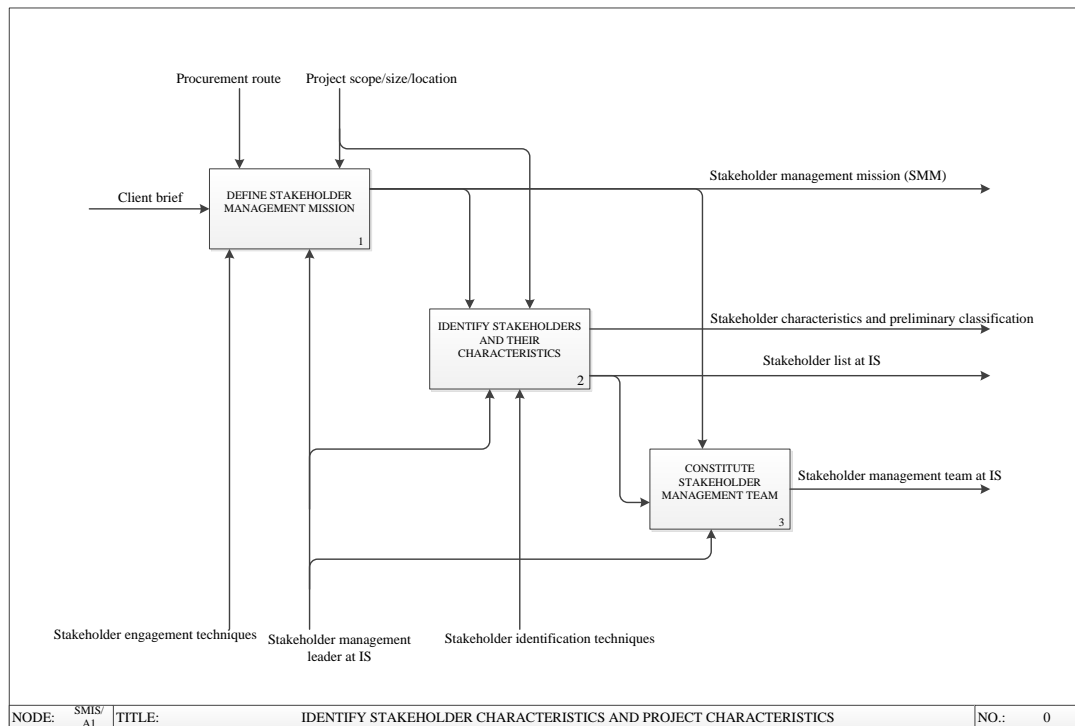 Procurement route
Project scope/size/location
Client brief
DEFINE STAKEHOLDER
MANAGEMENT MISSION
1
Stakeholder management mission (SMM)
IDENTIFY STAKEHOLDERS
AND THEIR
CHARACTERISTICS
2
Stakeholder characteristics and preliminary classification
Stakeholder list at IS
CONSTITUTE
STAKEHOLDER
MANAGEMENT TEAM
3
Stakeholder management team at IS
Stakeholder engagement techniques
Stakeholder management
leader at IS
Stakeholder identification techniques
NODE:
SMIS/
A1
TITLE:
IDENTIFY STAKEHOLDER CHARACTERISTICS AND PROJECT CHARACTERISTICS
NO.:
0